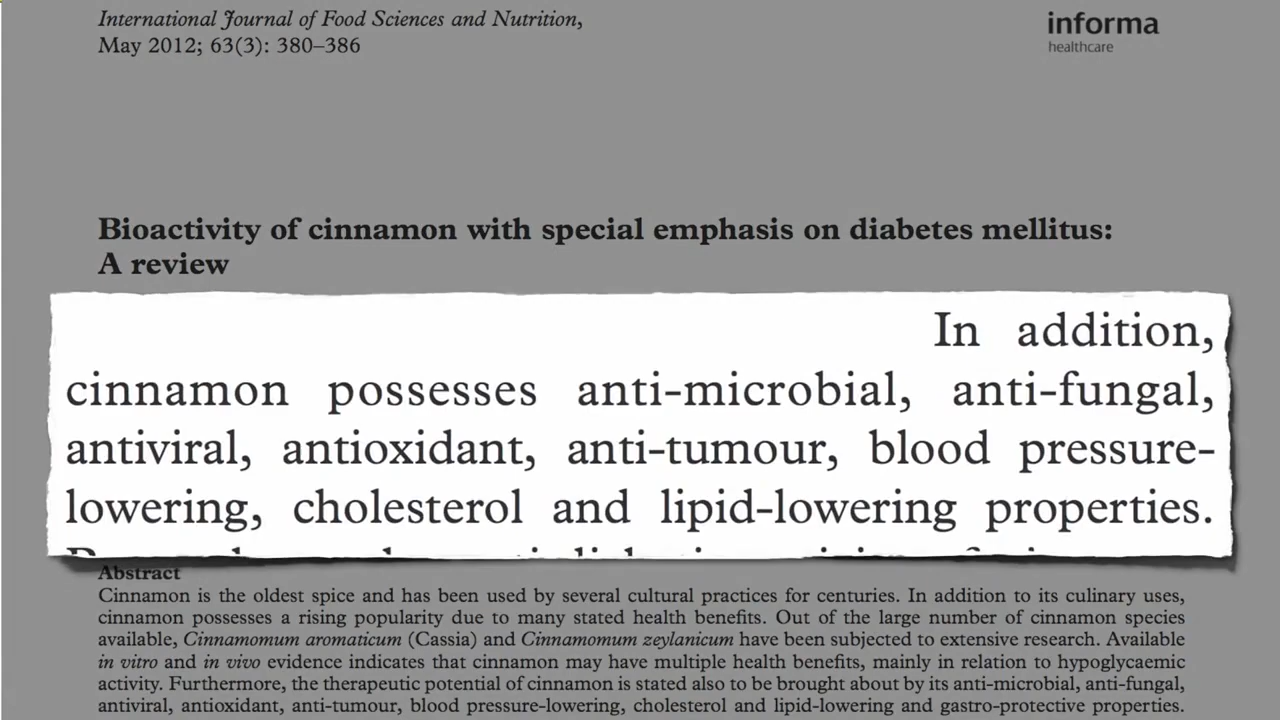 International Journal of Food Sciences and Nutrition,
May 2012; 63(3): 380–386
informa
healthcare
Bioactivity of cinnamon with special emphasis on diabetes mellitus:
A review
In addition,
cinnamon possesses anti-microbial, anti-fungal,
antiviral, antioxidant, anti-tumour, blood pressure-
lowering, cholesterol and lipid-lowering properties.
Abstract
Cinnamon is the oldest spice and has been used by several cultural practices for centuries. In addition to its culinary uses,
cinnamon possesses a rising popularity due to many stated health benefits. Out of the large number of cinnamon species
available, Cinnamomum aromaticum (Cassia) and Cinnamomum zeylanicum have been subjected to extensive research. Available
in vitro and in vivo evidence indicates that cinnamon may have multiple health benefits, mainly in relation to hypoglycaemic
activity. Furthermore, the therapeutic potential of cinnamon is stated also to be brought about by its anti-microbial, anti-fungal,
antiviral, antioxidant, anti-tumour, blood pressure-lowering, cholesterol and lipid-lowering and gastro-protective properties.